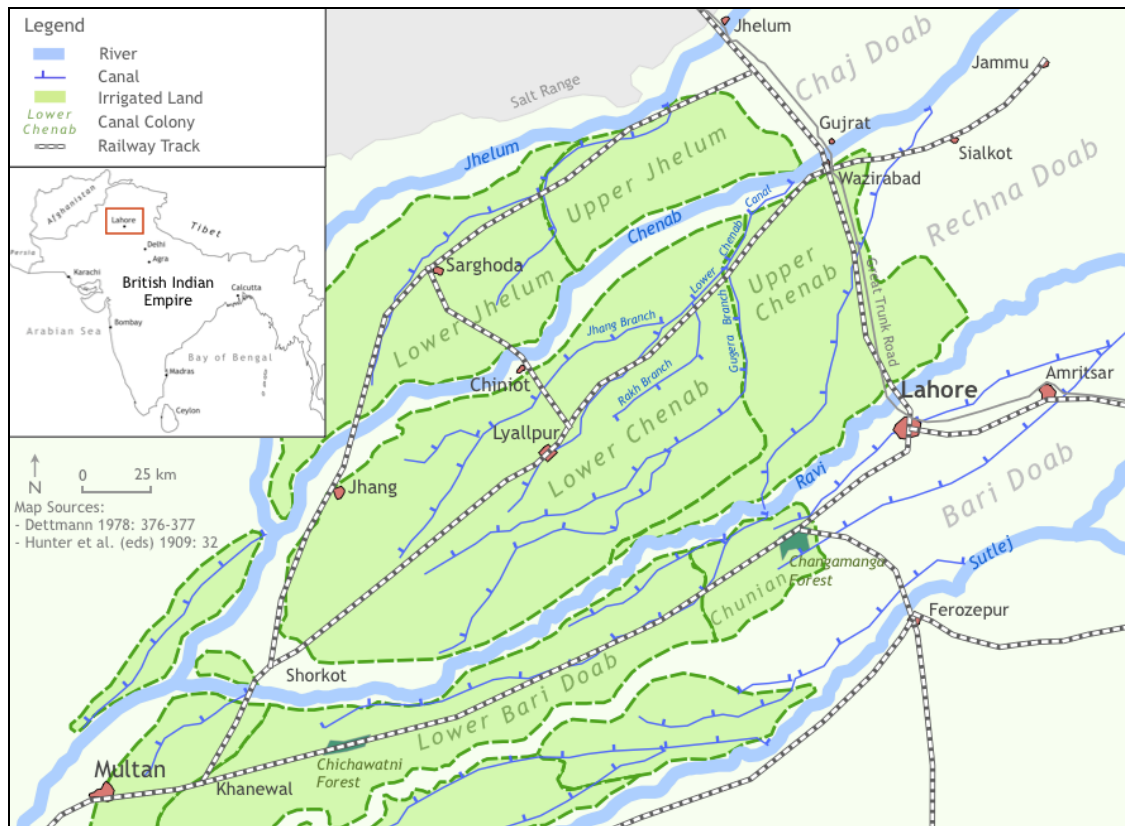 Legend
River
Canal
Irrigated Land
Lower
Chenab
Canal Colony
Railway Track
Afghanistan
Lahore
Tibet
Persia
Delhi
Agra
Karachi
British Indian
Empire
Calcutta
Arabian Sea
Bombay
Bay of Bengal
Madras
Ceylon
N
0 25 km
Map Sources:
- Dettmann 1978: 376-377
- Hunter et al. (eds) 1909: 32
Jhelum
Chaj Doab
Jammu
Salt Range
Gujrat
Sialkot
Jhelum
Upper Jhelum
Wazirabad
Rechna Doab
Chenab
Lower Chenab Canal
Sarghoda
Upper
Chenab
Great Trunk Road
Lower Jhelum
Jhang Branch
Gugera Branch
Chiniot
Rakh Branch
Lahore
Amritsar
Lyallpur
Lower Chenab
Jhang
Ravi
Bari Doab
Sutlej
Changamanga
Forest
Chunian
Ferozepur
Shorkot
Lower Bari Doab
Multan
Chichawatni
Forest
Khanewal